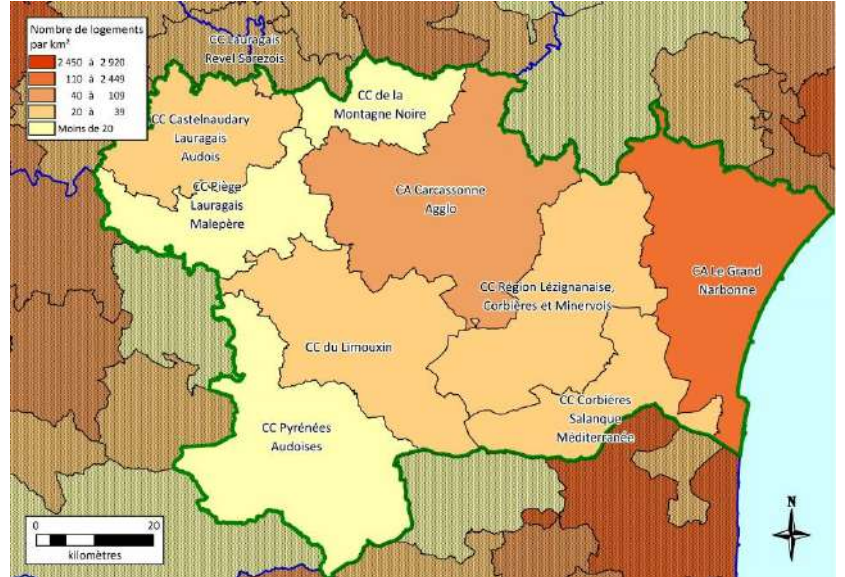 Nombre de logements
par km²
2 450 à 2 920
110 à 2 449
40 à 109
20 à 39
Moins de 20
CC Lauragais
Revel Sorezois
CC de la
Montagne Noire
CC Castelnaudary
Lauragais
Audois
CC Piège
Lauragais
Malepère
CA Carcassonne
Agglo
CA Le Grand
Narbonne
CC Région Lézignanaise,
Corbières et Minervois
CC du Limouxin
CC Corbières
Salanque
Méditerranée
CC Pyrénées
Audoises
0 20
kilomètres
N